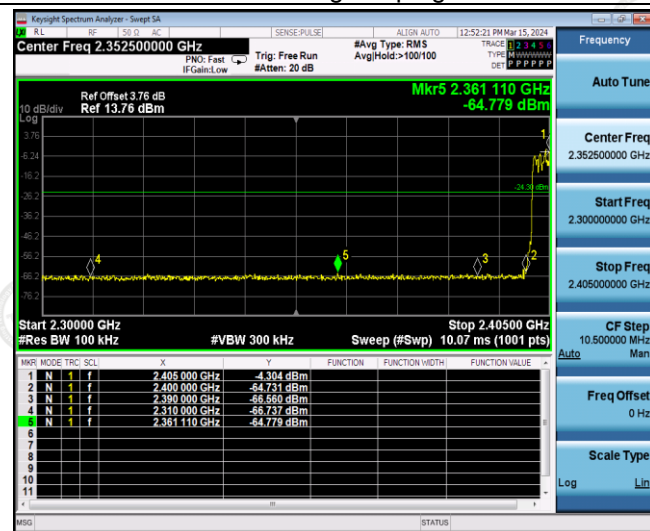 Keysight Spectrum Analyzer - Swept SA
RL RF 50 Ω AC SENSE:PULSE ALIGN AUTO 12:52:21 PM Mar 15, 2024
Center Freq 2.352500000 GHz
PNO: Fast
IFGain:Low
Trig: Free Run
#Atten: 20 dB
#Avg Type: RMS
Avg|Hold:>100/100
TRACE 1 2 3 4 5 6
TYPE M W W W W W
DET P P P P P P
Mkr5 2.361 110 GHz
-64.779 dBm
Ref Offset 3.76 dB
Ref 13.76 dBm
10 dB/div
Log
3.76
-6.24
-16.2
-26.2
-36.2
-46.2
-56.2
-66.2
-76.2
1
-24.30 dBm
4
5
3
2
Start 2.30000 GHz
Stop 2.40500 GHz
#Res BW 100 kHz
#VBW 300 kHz
Sweep (#Swp) 10.07 ms (1001 pts)
MKR MODE TRC SCL X Y FUNCTION FUNCTION WIDTH FUNCTION VALUE
1 N 1 f 2.405 000 GHz -4.304 dBm
2 N 1 f 2.400 000 GHz -64.731 dBm
3 N 1 f 2.390 000 GHz -66.560 dBm
4 N 1 f 2.310 000 GHz -66.737 dBm
5 N 1 f 2.361 110 GHz -64.779 dBm
6
7
8
9
10
11
MSG
STATUS
Frequency
Auto Tune
Center Freq
2.352500000 GHz
Start Freq
2.300000000 GHz
Stop Freq
2.405000000 GHz
CF Step
10.500000 MHz
Auto Man
Freq Offset
0 Hz
Scale Type
Log Lin